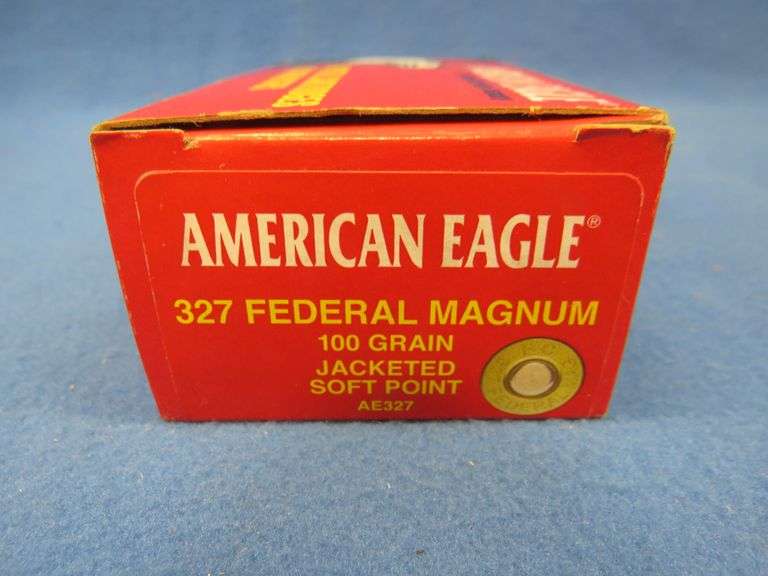 AMERICAN EAGLE®
327 FEDERAL MAGNUM
100 GRAIN
JACKETED
SOFT POINT
AE327